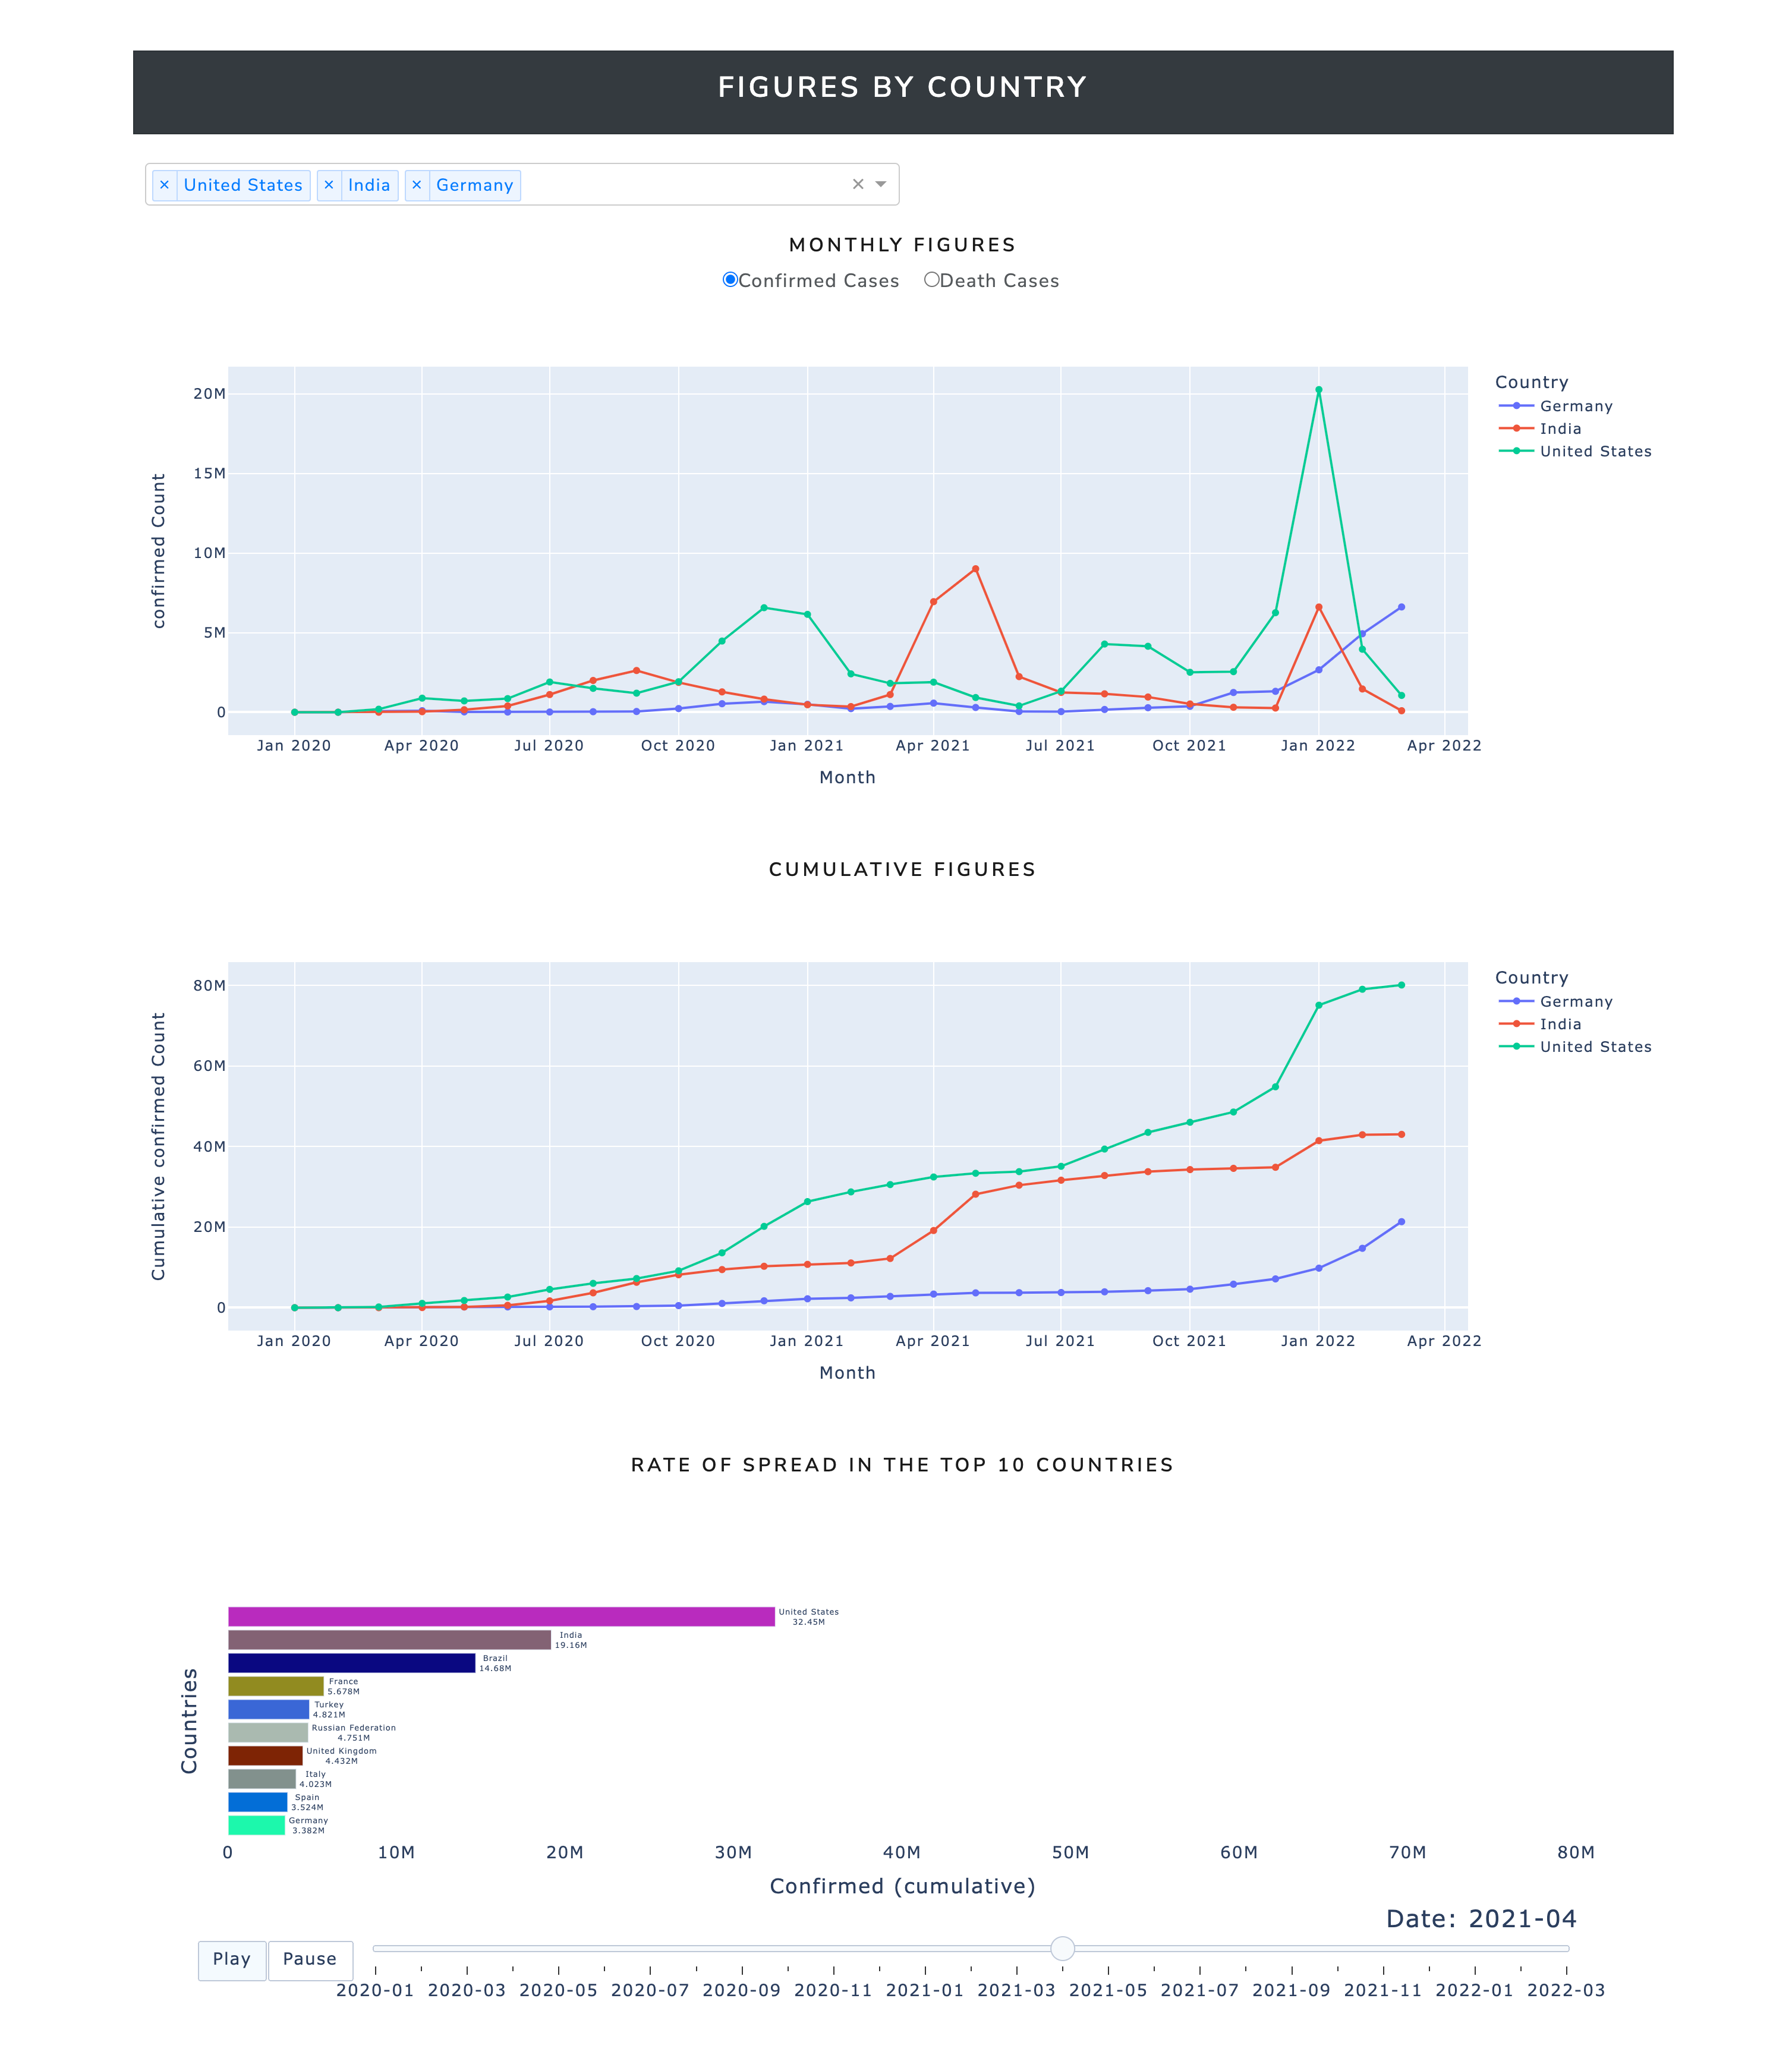 FIGURES BY COUNTRY
× United States × India × Germany ×
MONTHLY FIGURES
Confirmed Cases Death Cases
confirmed Count
20M
15M
10M
5M
0
Jan 2020 Apr 2020 Jul 2020 Oct 2020 Jan 2021 Apr 2021 Jul 2021 Oct 2021 Jan 2022 Apr 2022
Month
Country
Germany
India
United States
CUMULATIVE FIGURES
Cumulative confirmed Count
80M
60M
40M
20M
0
Jan 2020 Apr 2020 Jul 2020 Oct 2020 Jan 2021 Apr 2021 Jul 2021 Oct 2021 Jan 2022 Apr 2022
Month
Country
Germany
India
United States
RATE OF SPREAD IN THE TOP 10 COUNTRIES
Countries
United States
32.45M
India
19.16M
Brazil
14.68M
France
5.678M
Turkey
4.821M
Russian Federation
4.751M
United Kingdom
4.432M
Italy
4.023M
Spain
3.524M
Germany
3.382M
0 10M 20M 30M 40M 50M 60M 70M 80M
Confirmed (cumulative)
Date: 2021-04
Play Pause
2020-01 2020-03 2020-05 2020-07 2020-09 2020-11 2021-01 2021-03 2021-05 2021-07 2021-09 2021-11 2022-01 2022-03